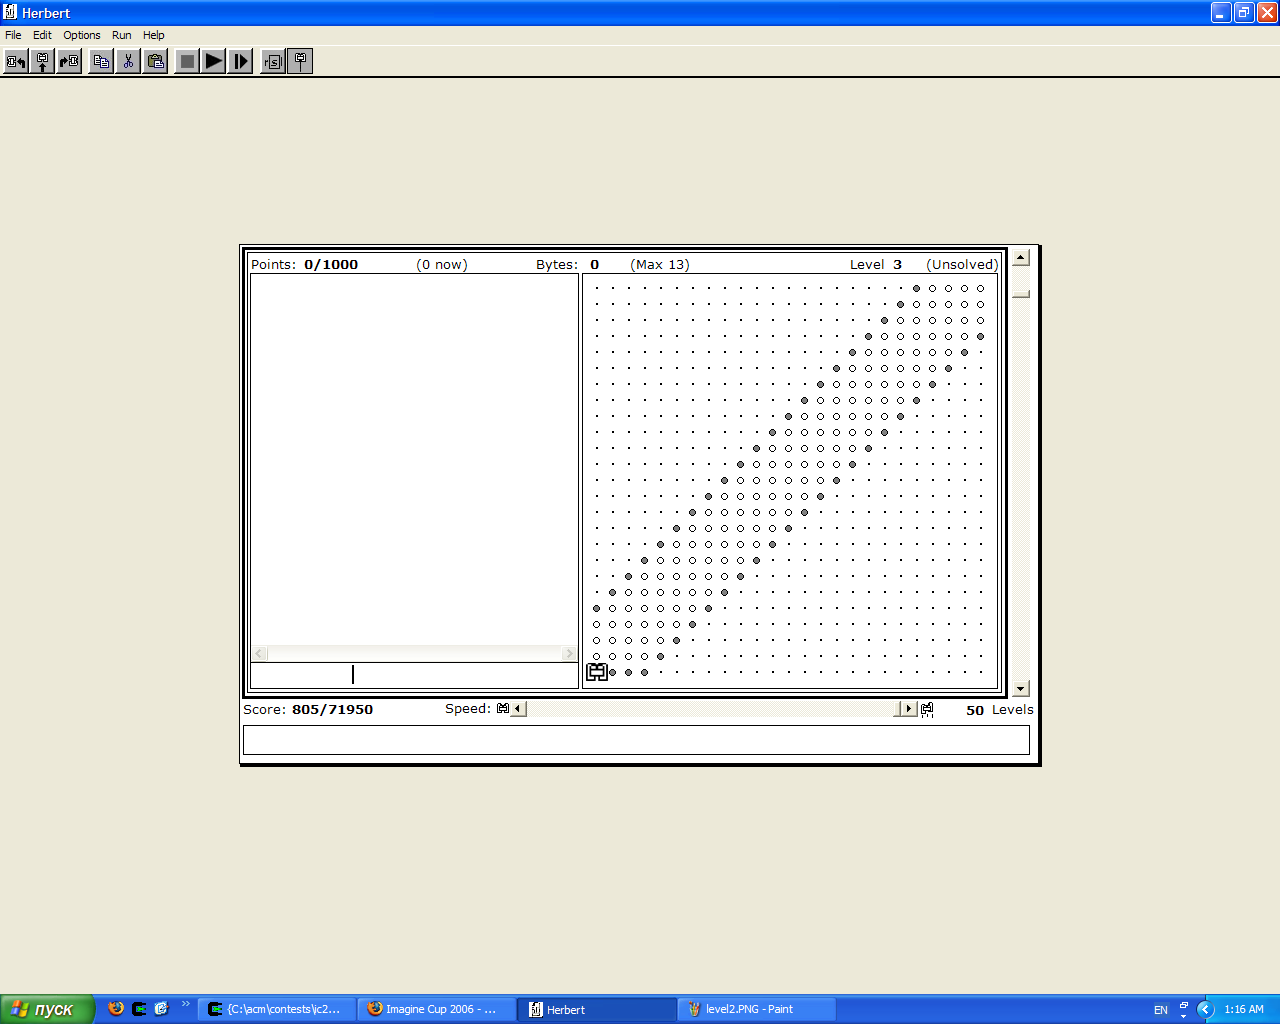 Herbert
File Edit Options Run Help
Points: 0/1000 (0 now) Bytes: 0 (Max 13) Level 3 (Unsolved)
Score: 805/71950 Speed: 50 Levels
пуск {C:\acm\contests\ic2... Imagine Cup 2006 - ... Herbert level2.PNG - Paint EN 1:16 AM